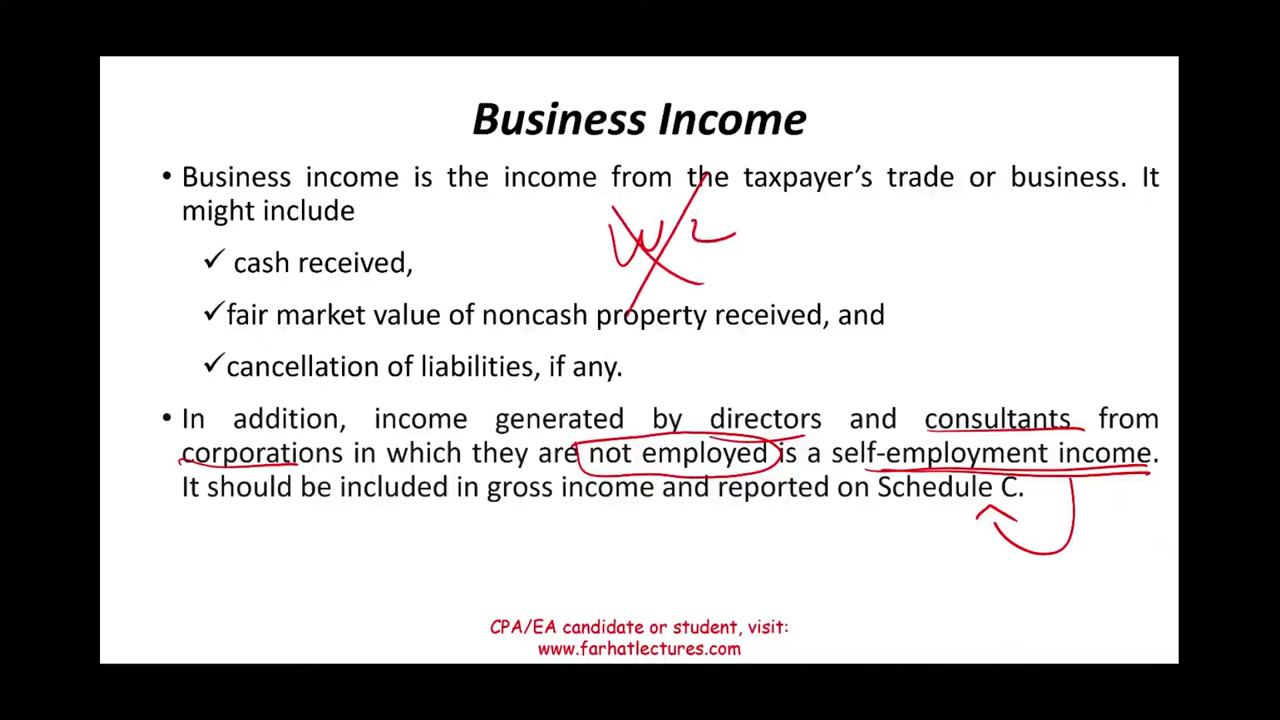 Business Income
• Business income is the income from the taxpayer’s trade or business. It
might include
✓ cash received,
W2
✓fair market value of noncash property received, and
✓cancellation of liabilities, if any.
• In addition, income generated by directors and consultants from
corporations in which they are not employed is a self-employment income.
It should be included in gross income and reported on Schedule C.
CPA/EA candidate or student, visit:
www.farhatlectures.com